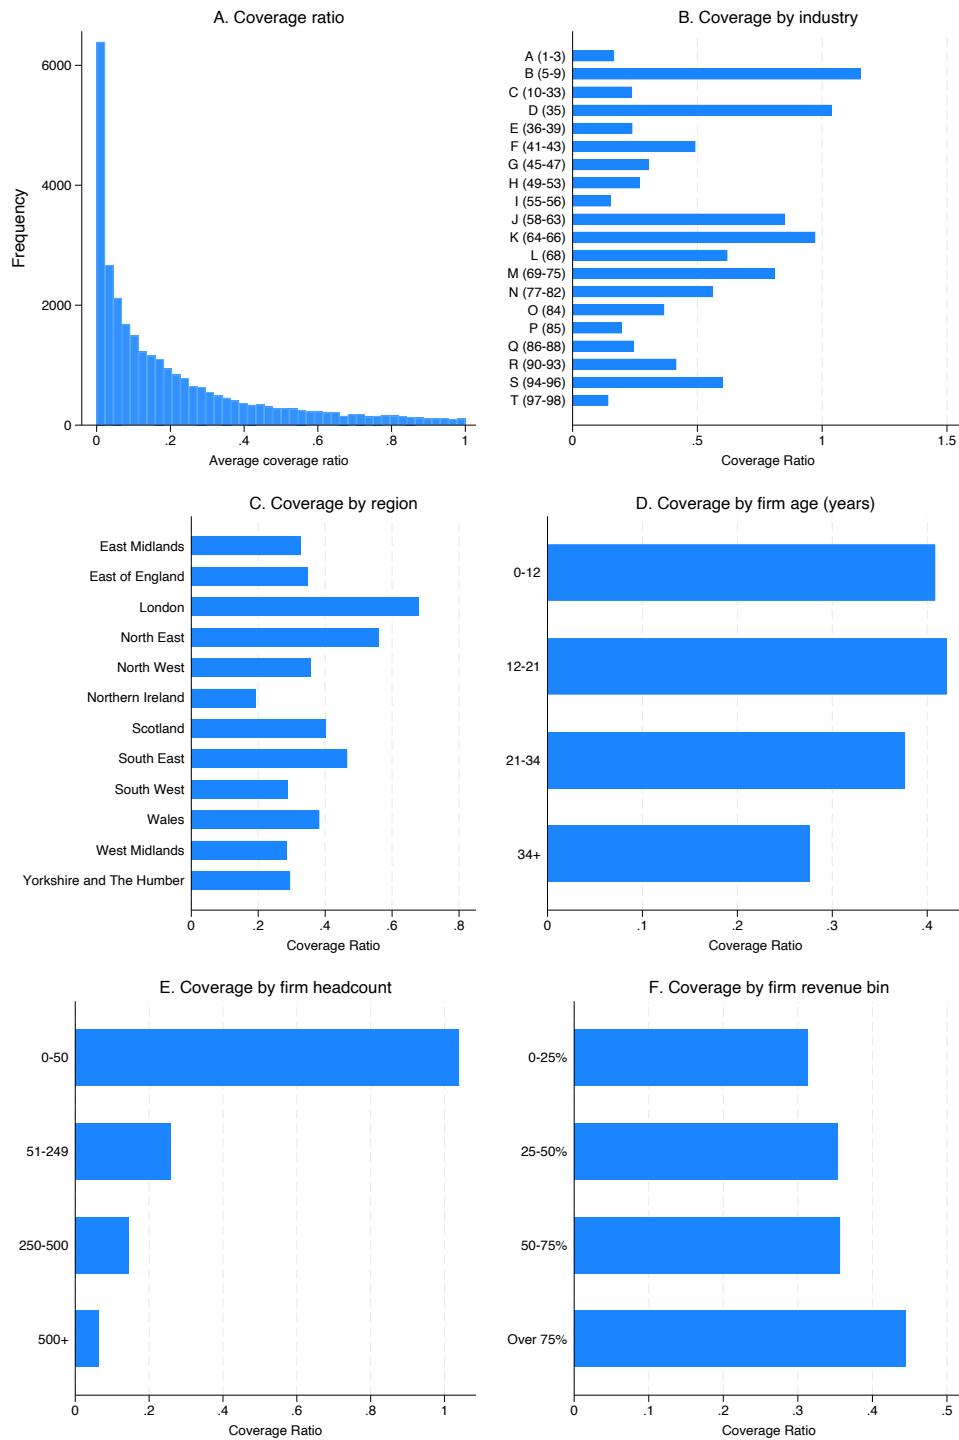 A. Coverage ratio
Frequency
6000
4000
2000
0
0 .2 .4 .6 .8 1
Average coverage ratio
B. Coverage by industry
A (1-3)
B (5-9)
C (10-33)
D (35)
E (36-39)
F (41-43)
G (45-47)
H (49-53)
I (55-56)
J (58-63)
K (64-66)
L (68)
M (69-75)
N (77-82)
O (84)
P (85)
Q (86-88)
R (90-93)
S (94-96)
T (97-98)
0 .5 1 1.5
Coverage Ratio
C. Coverage by region
East Midlands
East of England
London
North East
North West
Northern Ireland
Scotland
South East
South West
Wales
West Midlands
Yorkshire and The Humber
0 .2 .4 .6 .8
Coverage Ratio
D. Coverage by firm age (years)
0-12
12-21
21-34
34+
0 .1 .2 .3 .4
Coverage Ratio
E. Coverage by firm headcount
0-50
51-249
250-500
500+
0 .2 .4 .6 .8 1
Coverage Ratio
F. Coverage by firm revenue bin
0-25%
25-50%
50-75%
Over 75%
0 .1 .2 .3 .4 .5
Coverage Ratio